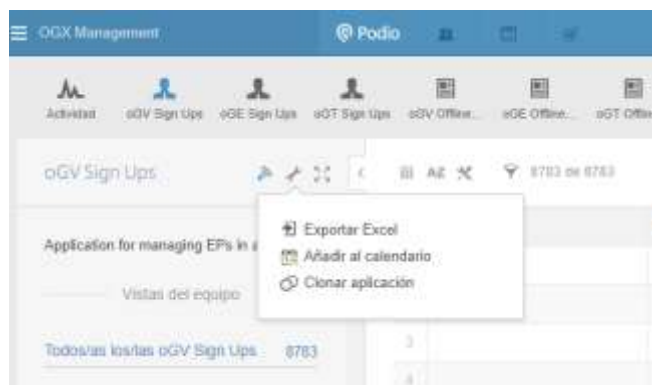 OGX Management
Podio
Actividad
oGV Sign Ups
oGE Sign Ups
oGT Sign Ups
oGV Offline...
oGE Offline...
oGT Offline
oGV Sign Ups
AZ
8783 de 8783
Exportar Excel
Application for managing EPs in a
Añadir al calendario
Clonar aplicación
Vistas del equipo
Todos/as los/las oGV Sign Ups 8783
3
4